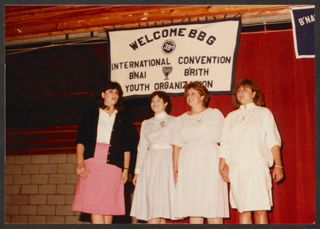 WELCOME BBG
INTERNATIONAL CONVENTION
B'NAI B'RITH
YOUTH ORGANIZATION
B'N